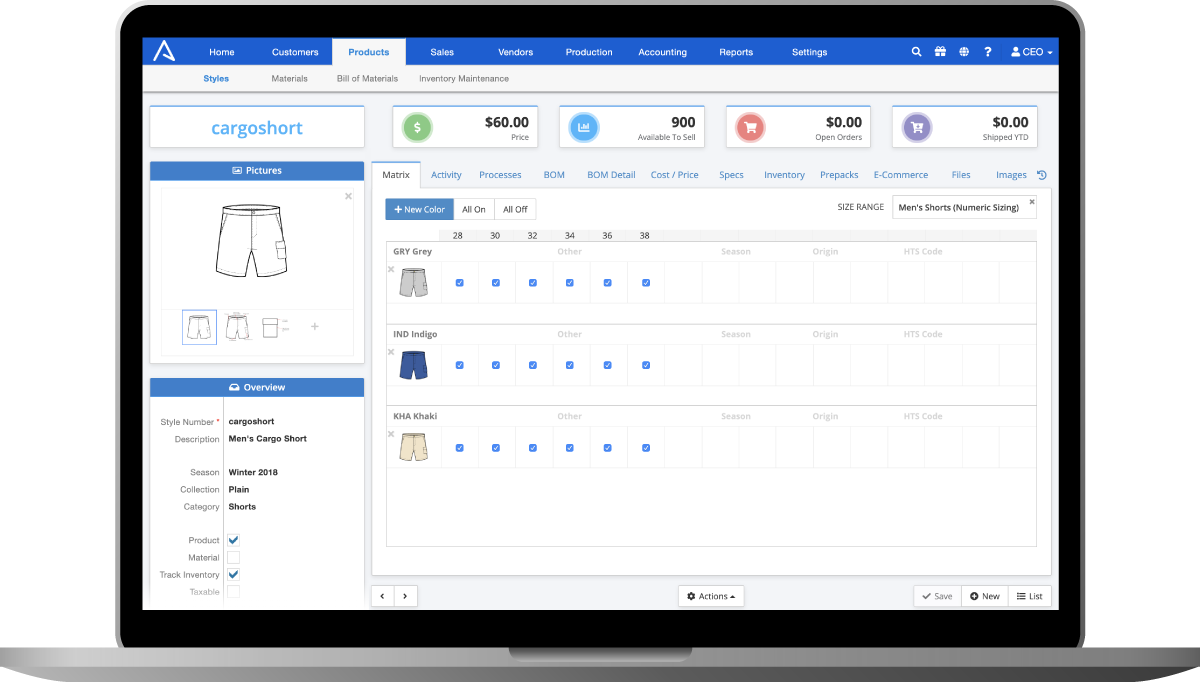 Home Customers Products Sales Vendors Production Accounting Reports Settings ? CEO
Styles Materials Bill of Materials Inventory Maintenance
cargoshort
$ $60.00
Price
900
Available To Sell
$0.00
Open Orders
$0.00
Shipped YTD
Pictures
Matrix Activity Processes BOM BOM Detail Cost / Price Specs Inventory Prepacks E-Commerce Files Images
+ New Color All On All Off SIZE RANGE Men's Shorts (Numeric Sizing)
28 30 32 34 36 38
GRY Grey Other Season Origin HTS Code
IND Indigo Other Season Origin HTS Code
KHA Khaki Other Season Origin HTS Code
Overview
Style Number * cargoshort
Description Men's Cargo Short
Season Winter 2018
Collection Plain
Category Shorts
Product
Material
Track Inventory
Taxable
Actions Save New List